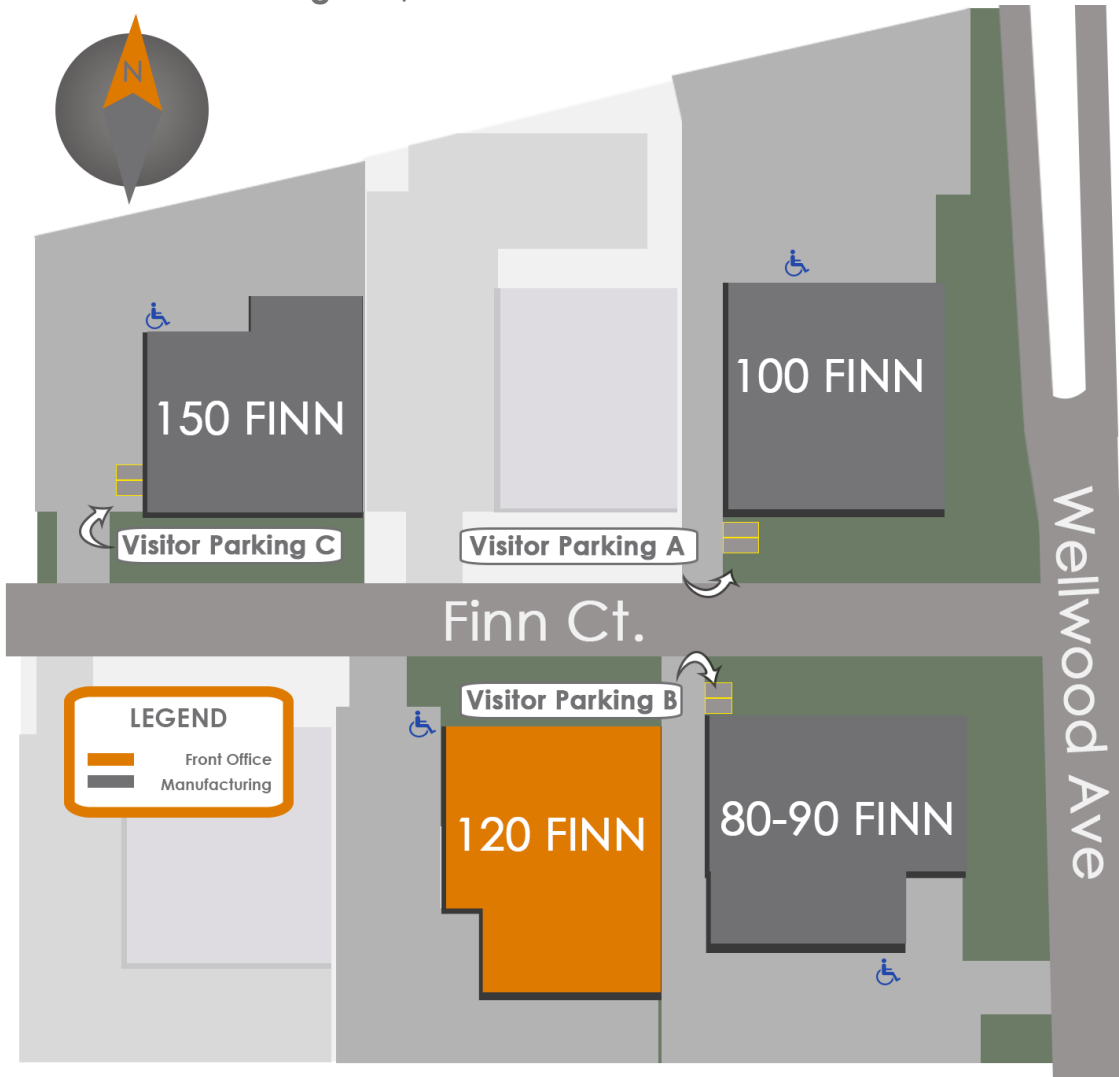 N
150 FINN
100 FINN
Visitor Parking C
Visitor Parking A
Finn Ct.
Wellwood Ave
Visitor Parking B
LEGEND
Front Office
Manufacturing
120 FINN
80-90 FINN